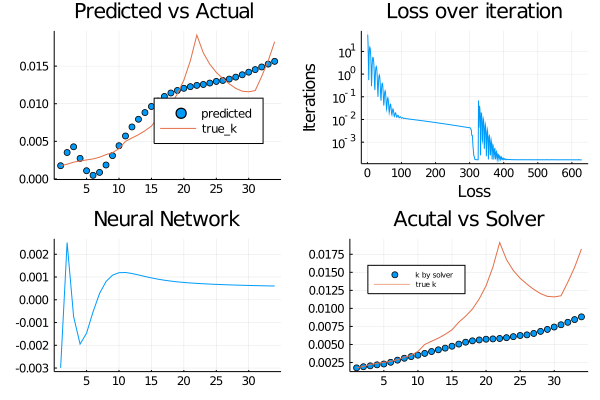 Predicted vs Actual
0.015
0.010
0.005
0.000
predicted
true_k
5 10 15 20 25 30
Loss over iteration
Iterations
10^1
10^0
10^-1
10^-2
10^-3
0 100 200 300 400 500 600
Loss
Neural Network
0.002
0.001
0.000
-0.001
-0.002
-0.003
5 10 15 20 25 30
Acutal vs Solver
0.0175
0.0150
0.0125
0.0100
0.0075
0.0050
0.0025
k by solver
true k
5 10 15 20 25 30